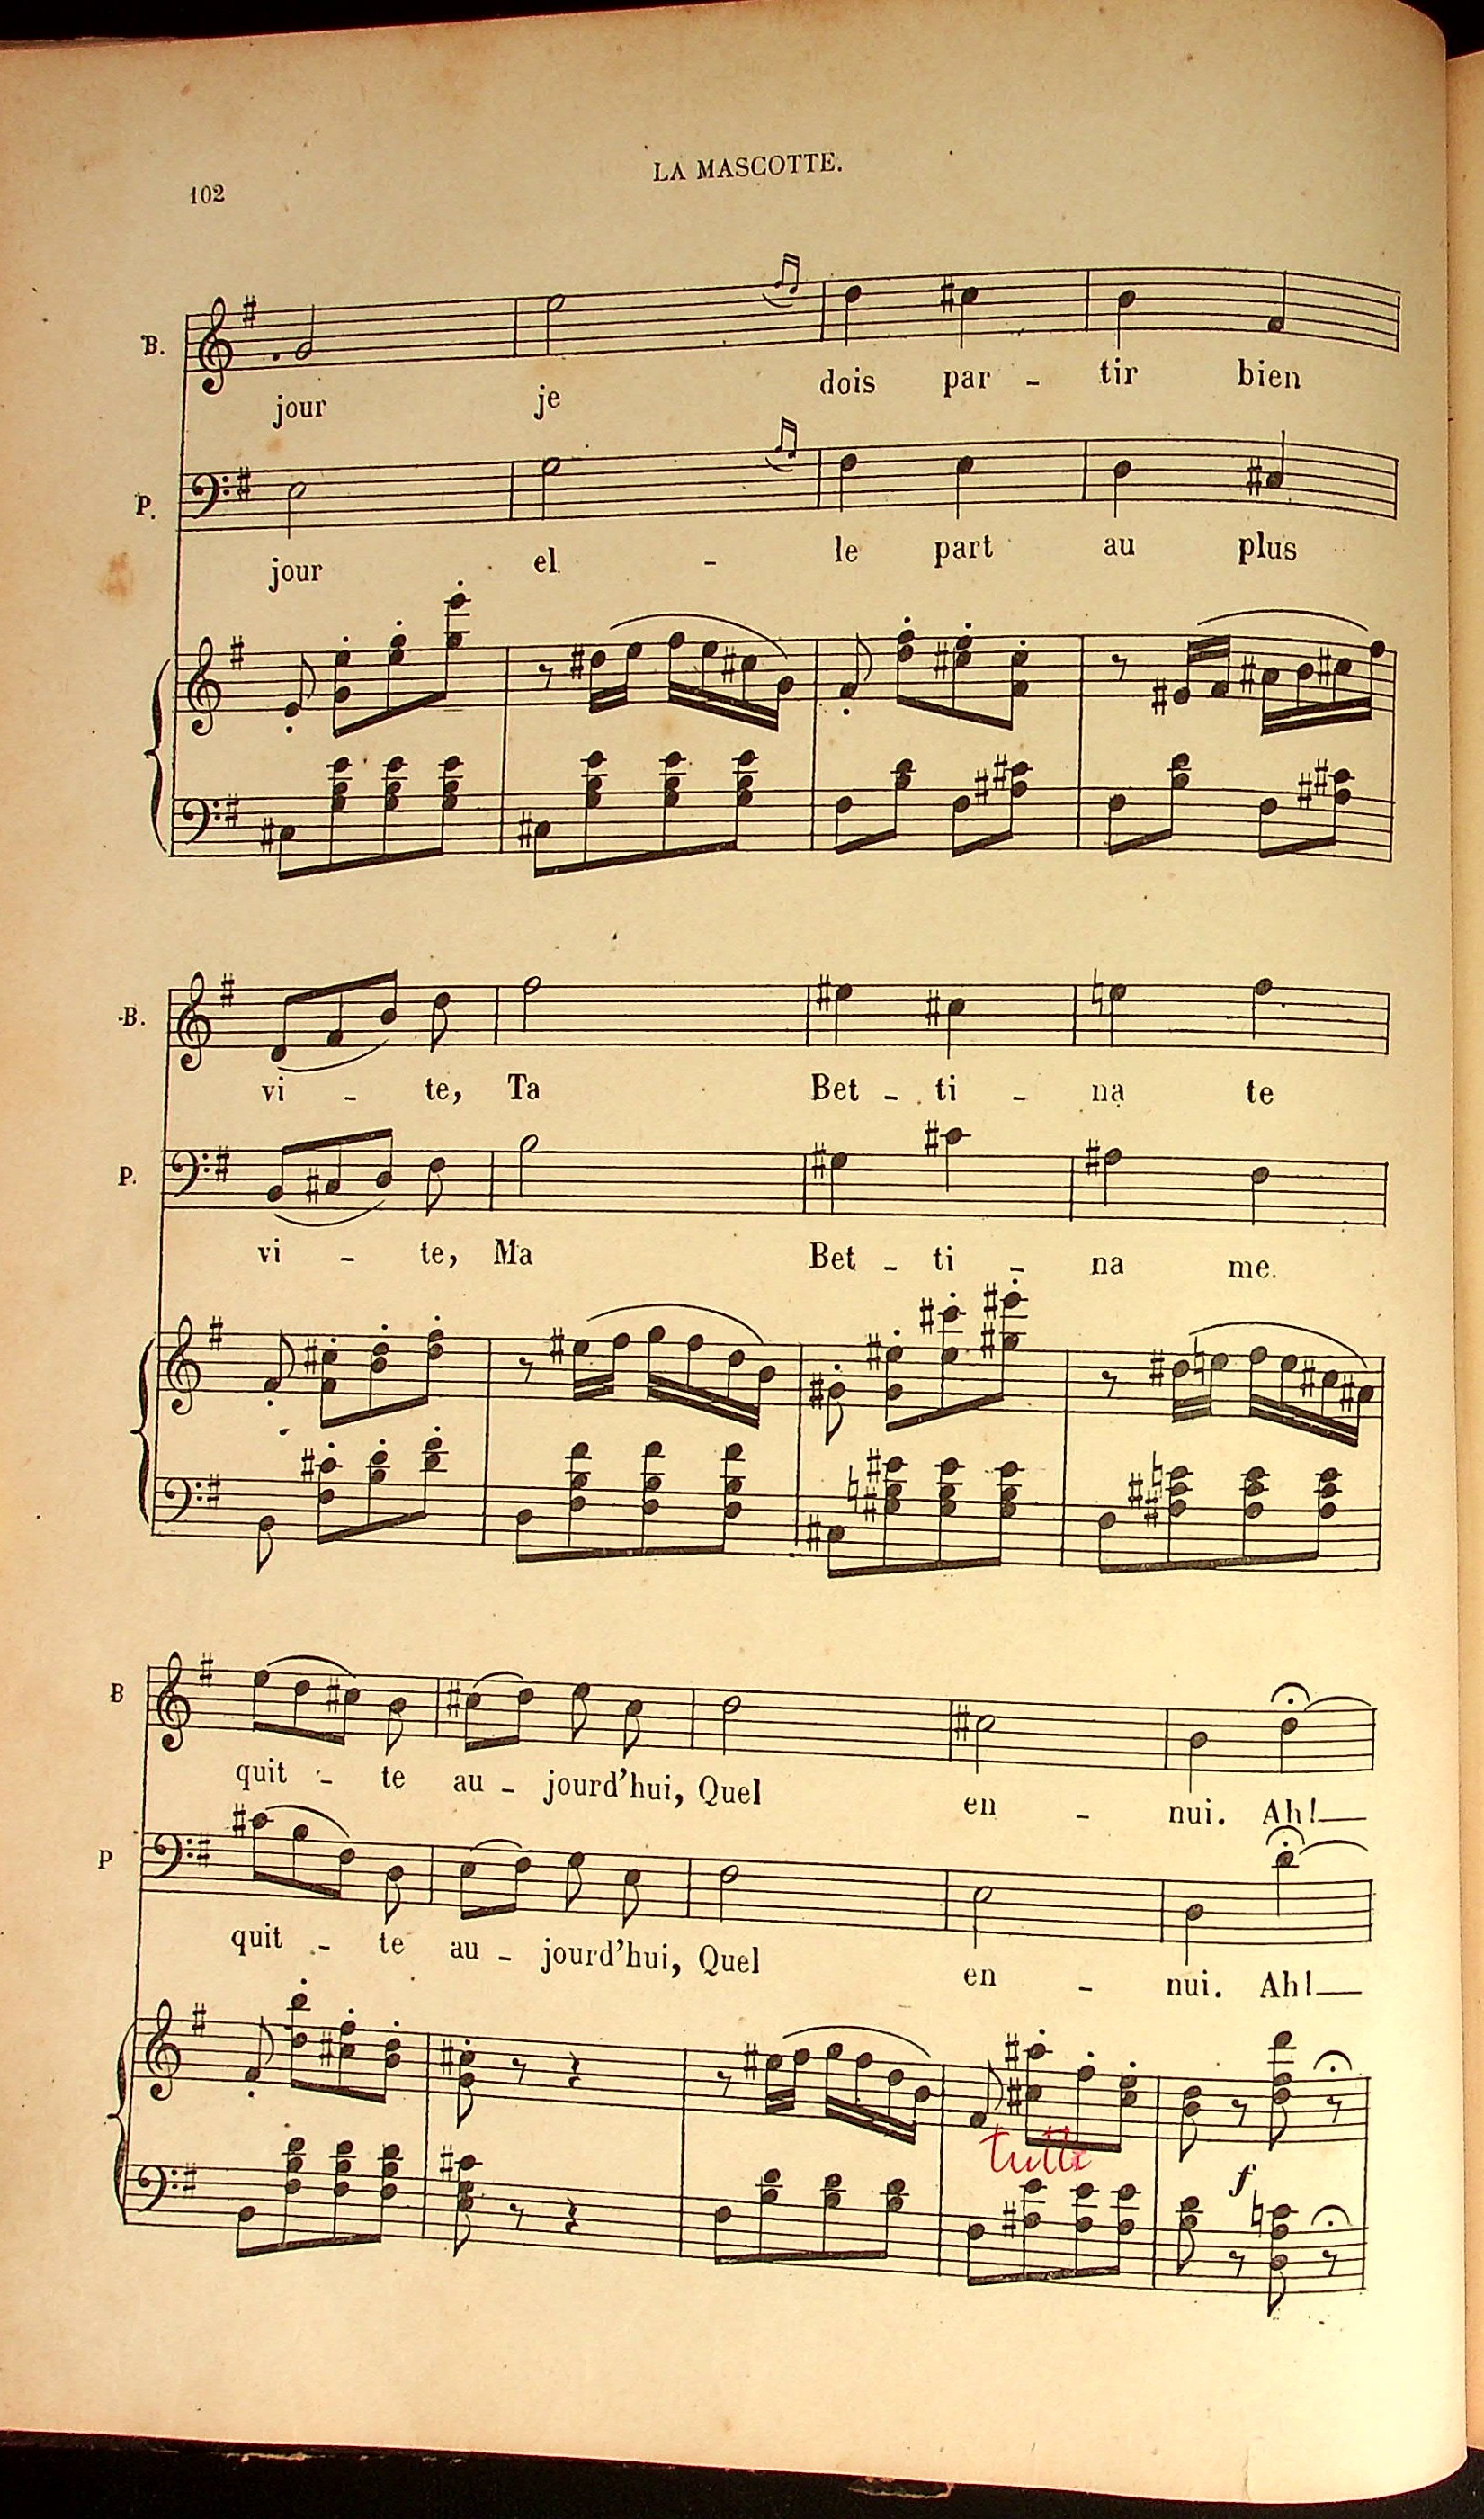 LA MASCOTTE.
102
B.
jour je dois par - tir bien
P.
jour el - le part au plus
B.
vi - te, Ta Bet - ti - na te
P.
vi - te, Ma Bet - ti - na me.
B
quit - te au - jourd'hui, Quel en - nui. Ah!
P
quit - te au - jourd'hui, Quel en - nui. Ah!
tutti
f